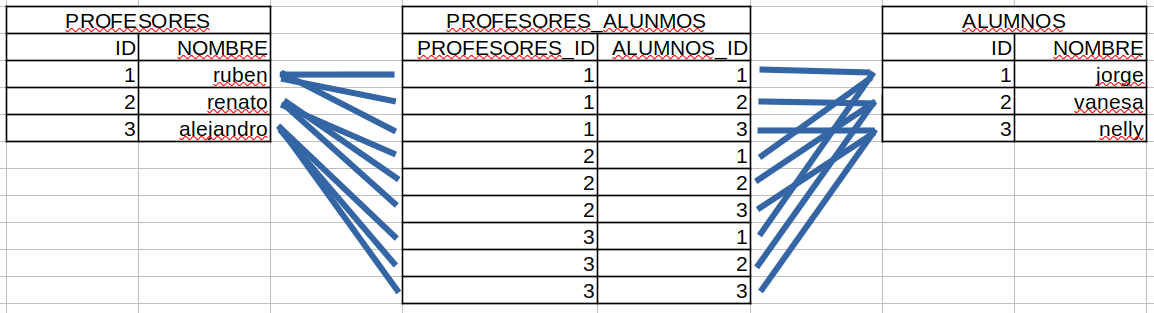 PROFESORES PROFESORES_ALUNMOS ALUMNOS
ID NOMBRE PROFESORES_ID ALUMNOS_ID ID NOMBRE
1 ruben 1 1 1 jorge
2 renato 1 2 2 vanesa
3 alejandro 1 3 3 nelly
2 1
2 2
2 3
3 1
3 2
3 3